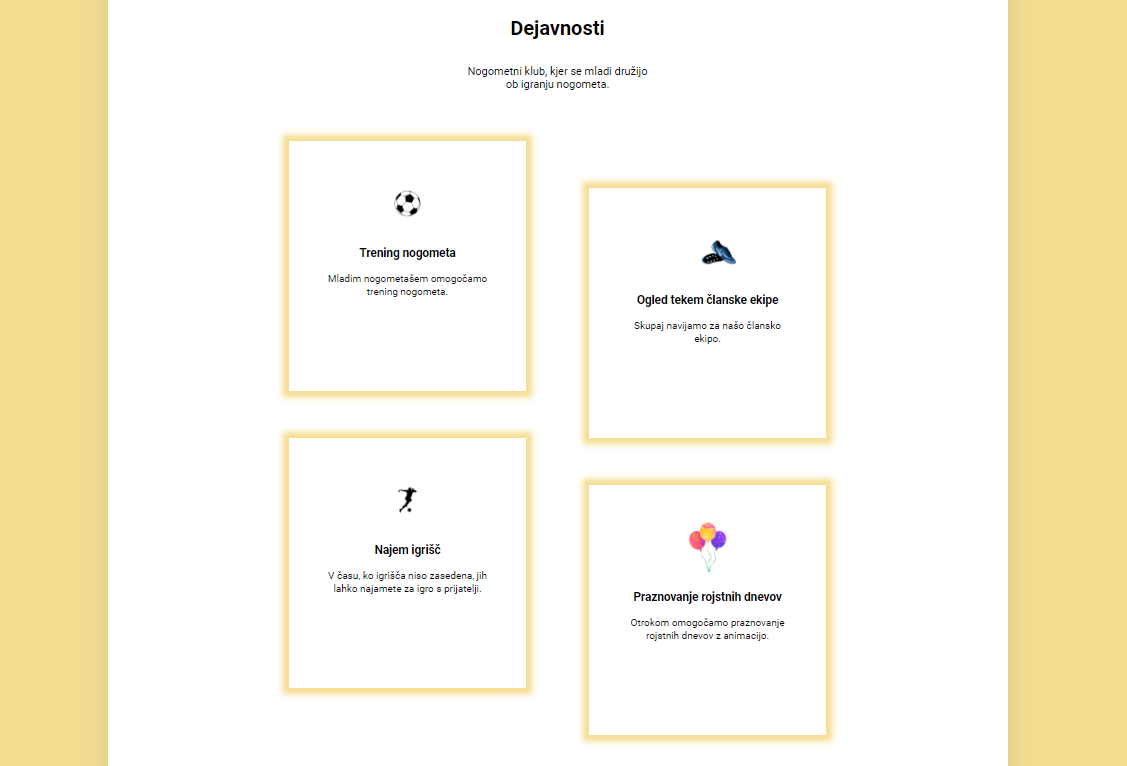 Dejavnosti
Nogometni klub, kjer se mladi družijo
ob igranju nogometa.
Trening nogometa
Mladim nogometašem omogočamo
trening nogometa.
Ogled tekem članske ekipe
Skupaj navijamo za našo člansko
ekipo.
Najem igrišč
V času, ko igrišča niso zasedena, jih
lahko najamete za igro s prijatelji.
Praznovanje rojstnih dnevov
Otrokom omogočamo praznovanje
rojstnih dnevov z animacijo.